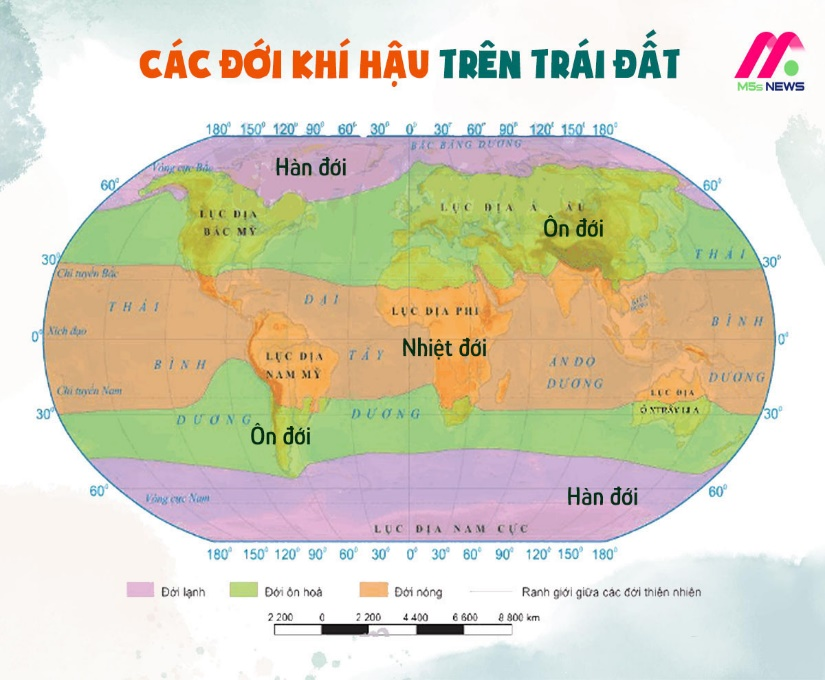 CÁC ĐỚI KHÍ HẬU TRÊN TRÁI ĐẤT
M5s NEWS
180° 150° 120° 90° 60° 30° 0° 30° 60° 90° 120° 150° 180°
BẮC BĂNG DƯƠNG
Vòng cực Bắc
Hàn đới
60° 60°
LỤC ĐỊA
BẮC MỸ
LỤC ĐỊA Á ÂU
Ôn đới
THÁI
30° 30°
Chí tuyến Bắc
THÁI
ĐẠI
LỤC ĐỊA PHI
BIỂN ĐÔNG
BÌNH
0° Xích đạo 0°
Nhiệt đới
BÌNH
LỤC ĐỊA
NAM MỸ
TÂY
ẤN ĐỘ
DƯƠNG
DƯƠNG
Chí tuyến Nam
LỤC ĐỊA
Ô XTRÂY LI A
30° 30°
DƯƠNG
DƯƠNG
Ôn đới
60° 60°
Vòng cực Nam
Hàn đới
LỤC ĐỊA NAM CỰC
180° 150° 120° 90° 60° 30° 0° 30° 60° 90° 120° 150° 180°
Đới lạnh Đới ôn hoà Đới nóng Ranh giới giữa các đới thiên nhiên
2 200 0 2 200 4 400 6 600 8 800 km